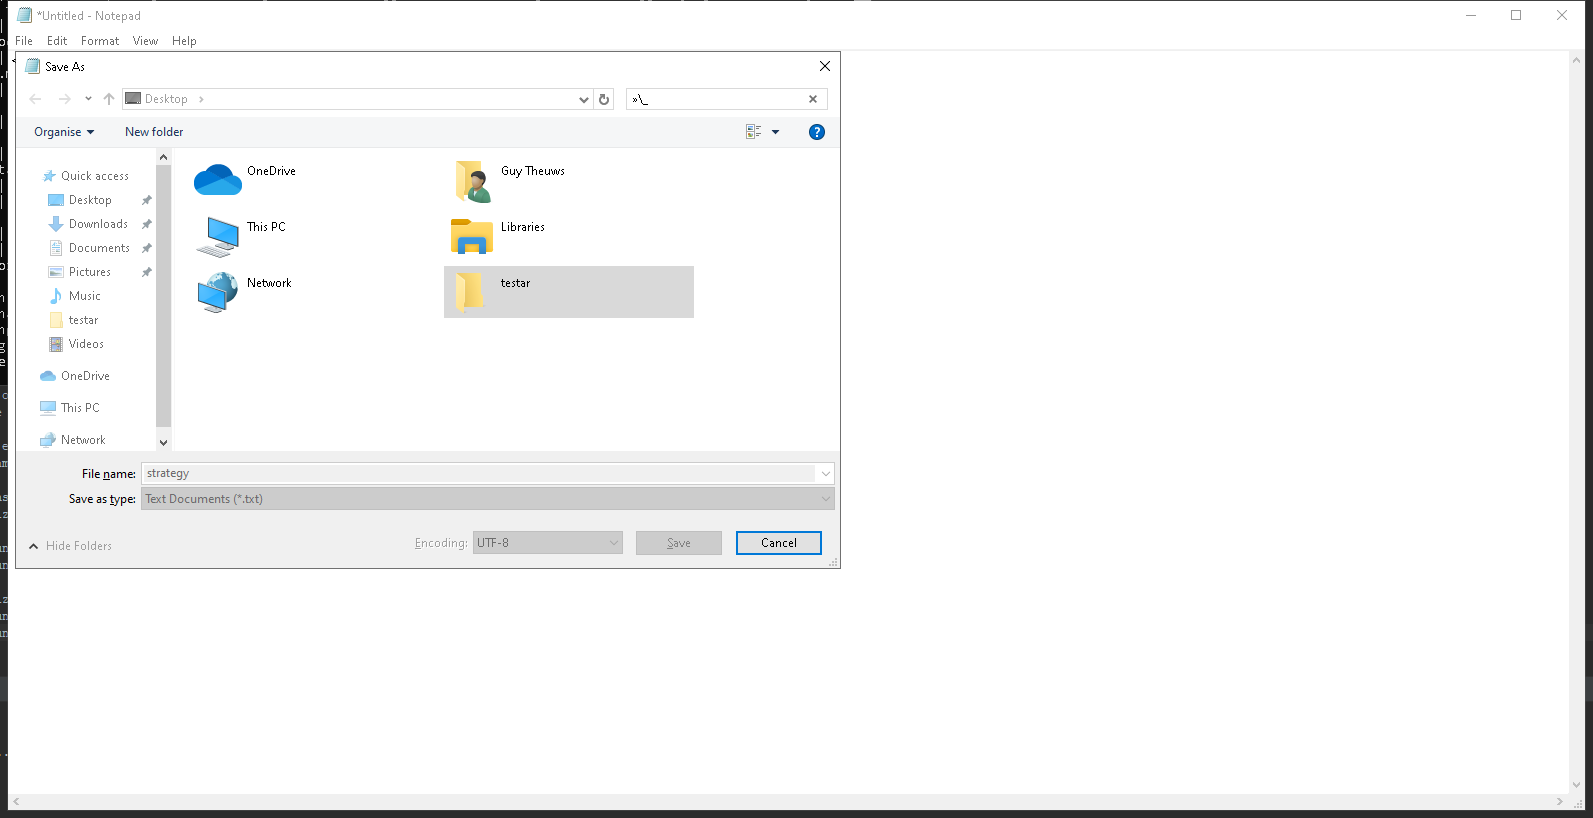 *Untitled - Notepad
File Edit Format View Help
Save As
Desktop
»\_
Organise New folder
Quick access
Desktop
Downloads
Documents
Pictures
Music
testar
Videos
OneDrive
This PC
Network
OneDrive
Guy Theuws
This PC
Libraries
Network
testar
File name: strategy
Save as type: Text Documents (*.txt)
Hide Folders
Encoding: UTF-8 Save Cancel